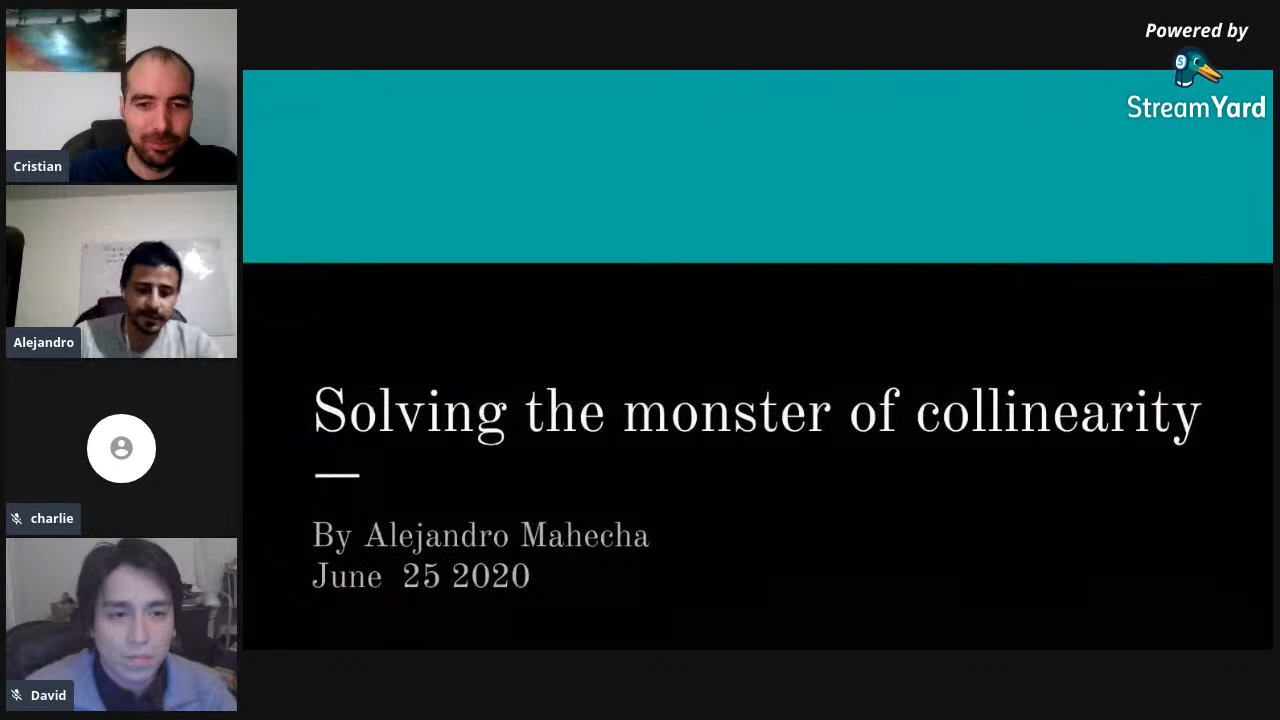 Powered by
StreamYard
Cristian
Alejandro
charlie
David
Solving the monster of collinearity
By Alejandro Mahecha
June 25 2020